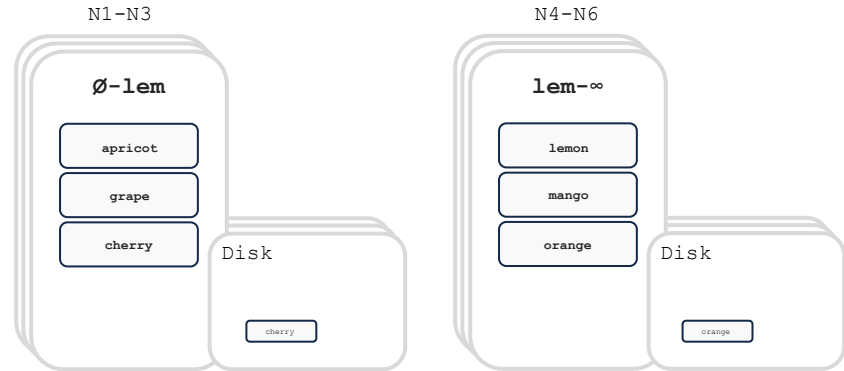 N1-N3
Ø-lem
apricot
grape
cherry
Disk
cherry
N4-N6
lem-∞
lemon
mango
orange
Disk
orange